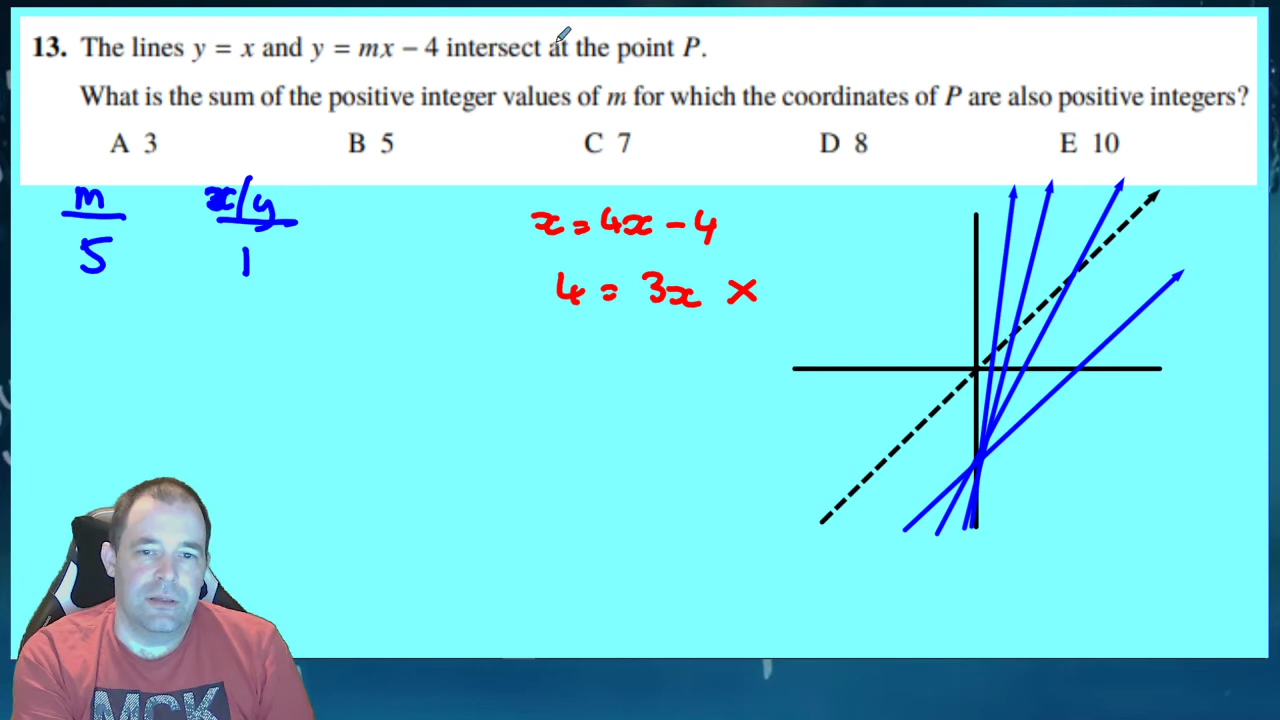 13. The lines y = x and y = mx − 4 intersect at the point P.
What is the sum of the positive integer values of m for which the coordinates of P are also positive integers?
A 3 B 5 C 7 D 8 E 10
m x/y
5 1
x = 4x − 4
4 = 3x ×
MCK